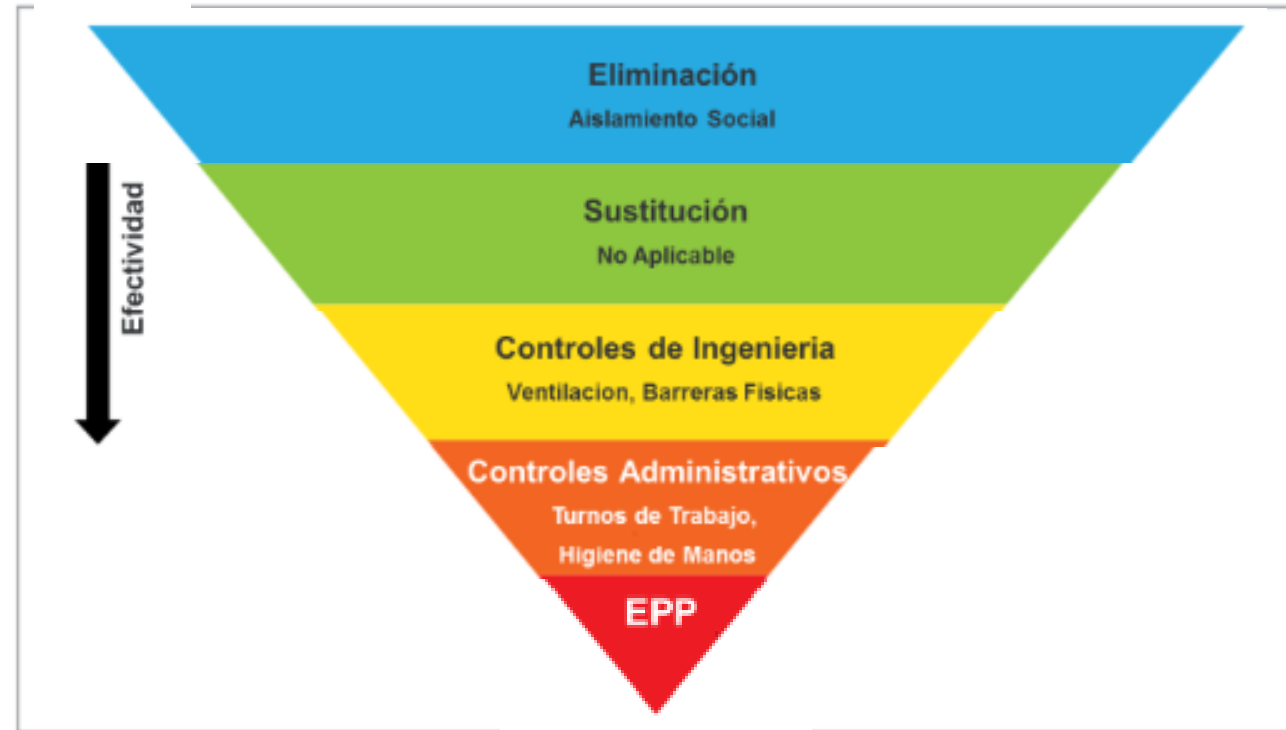 Eliminación
Aislamiento Social
Efectividad
Sustitución
No Aplicable
Controles de Ingenieria
Ventilacion, Barreras Fisicas
Controles Administrativos
Turnos de Trabajo,
Higiene de Manos
EPP